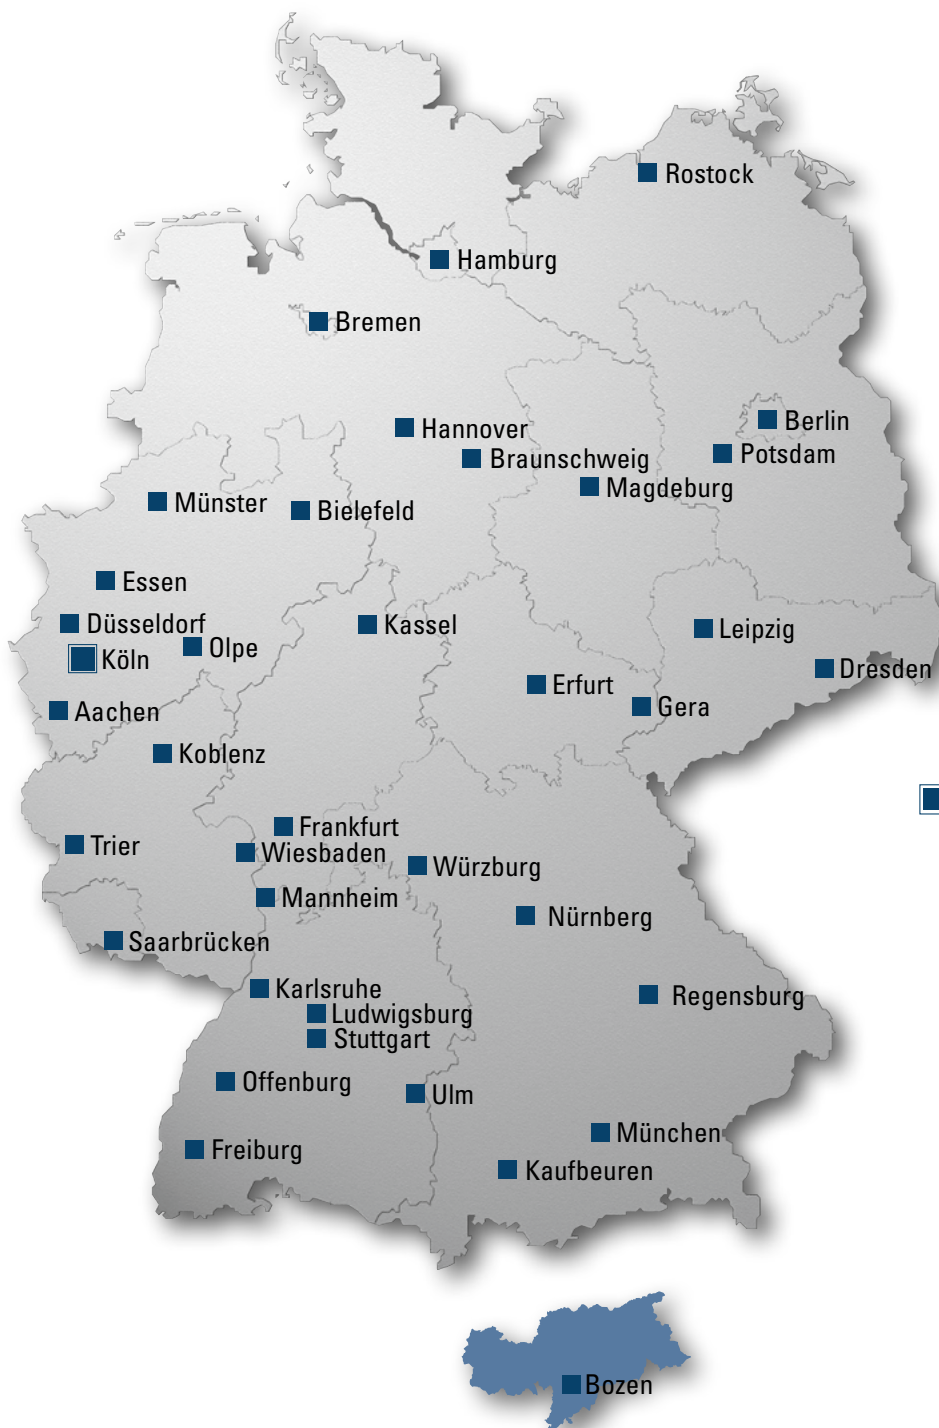 Rostock
Hamburg
Bremen
Berlin
Hannover
Potsdam
Braunschweig
Magdeburg
Münster
Bielefeld
Essen
Düsseldorf
Kassel
Leipzig
Olpe
Köln
Dresden
Erfurt
Gera
Aachen
Koblenz
Frankfurt
Trier
Wiesbaden
Würzburg
Mannheim
Nürnberg
Saarbrücken
Karlsruhe
Regensburg
Ludwigsburg
Stuttgart
Offenburg
Ulm
München
Freiburg
Kaufbeuren
Bozen